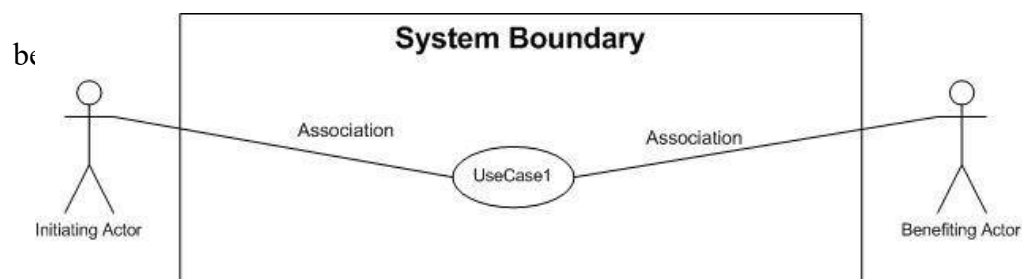 System Boundary
Association
Association
UseCase1
Initiating Actor
Benefiting Actor